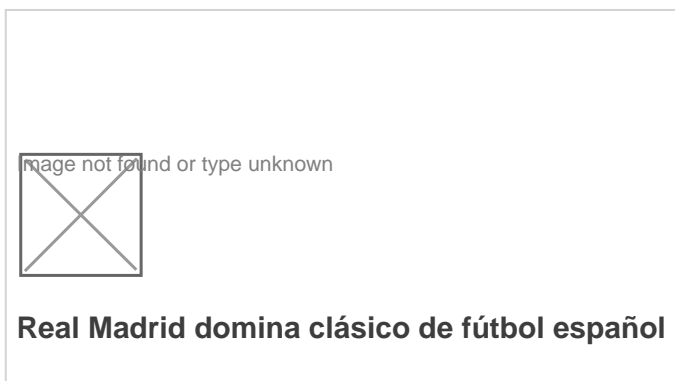 Image not found or type unknown
Real Madrid domina clásico de fútbol español